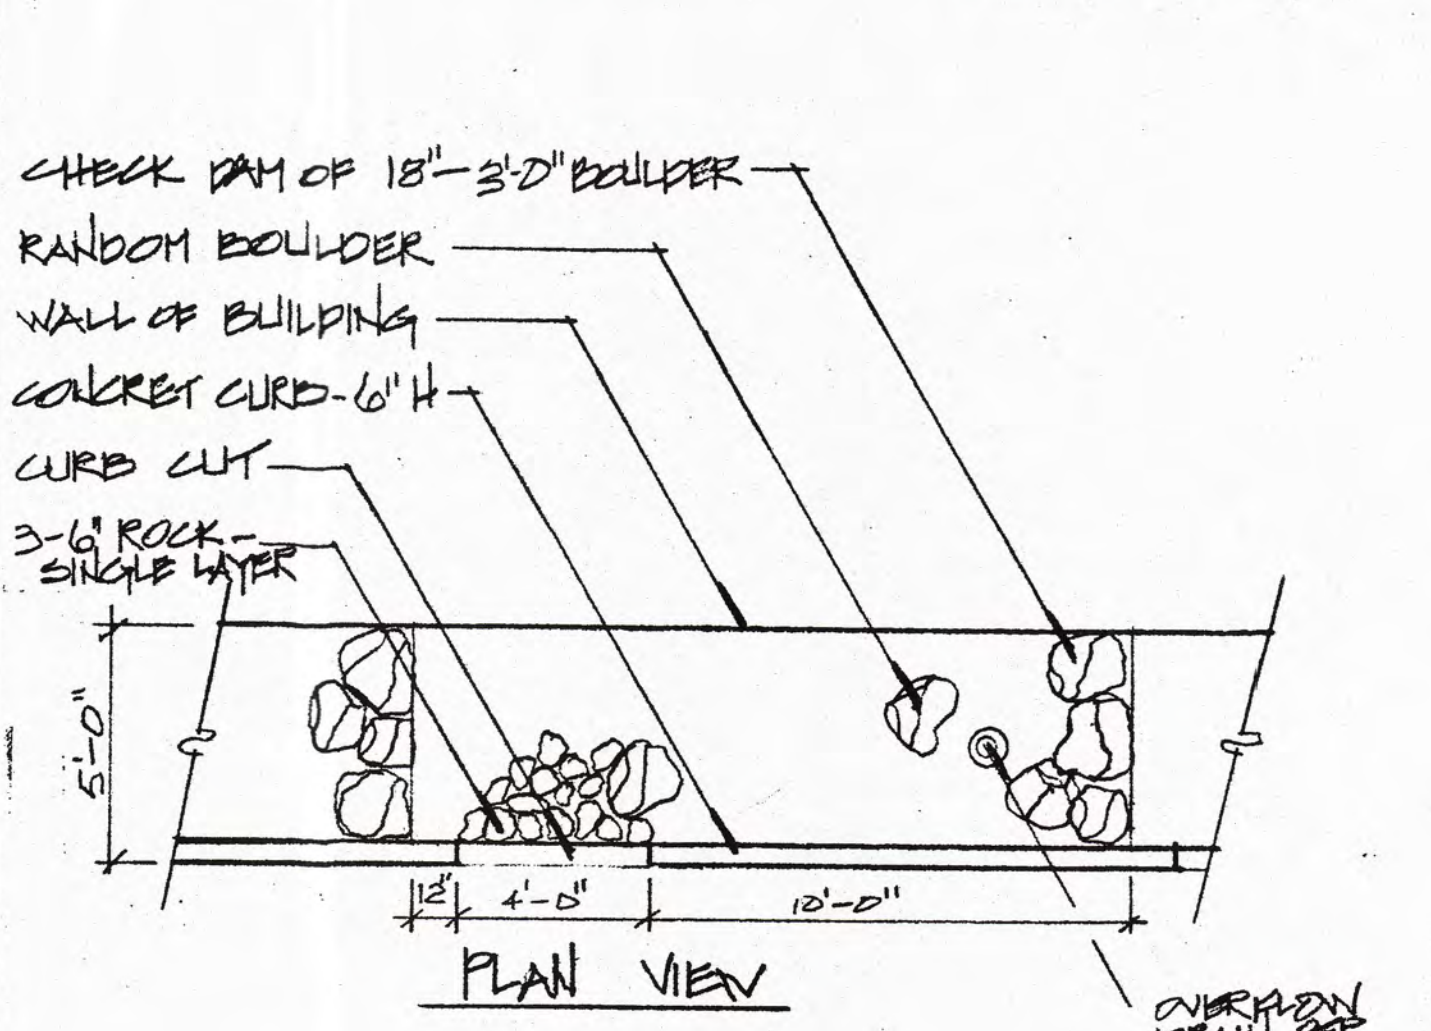 CHECK DAM OF 18"-3'-0" BOULDER
RANDOM BOULDER
WALL OF BUILDING
CONCRET CURB-6" H
CURB CUT
3-6" ROCK-
SINGLE LAYER
5'-0"
12"
4'-0"
10'-0"
PLAN VIEW
OVERFLOW